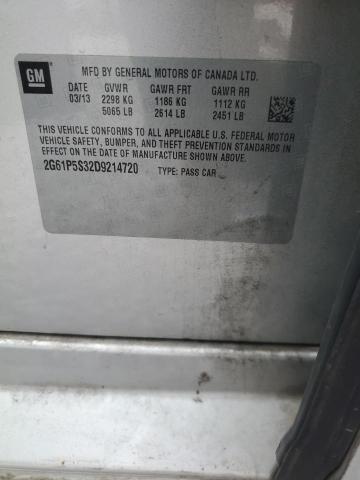 GM
MFD BY GENERAL MOTORS OF CANADA LTD.
DATE GVWR GAWR FRT GAWR RR
03/13 2298 KG 1186 KG 1112 KG
5065 LB 2614 LB 2451 LB
THIS VEHICLE CONFORMS TO ALL APPLICABLE U.S. FEDERAL MOTOR
VEHICLE SAFETY, BUMPER, AND THEFT PREVENTION STANDARDS IN
EFFECT ON THE DATE OF MANUFACTURE SHOWN ABOVE.
2G61P5S32D9214720 TYPE: PASS CAR